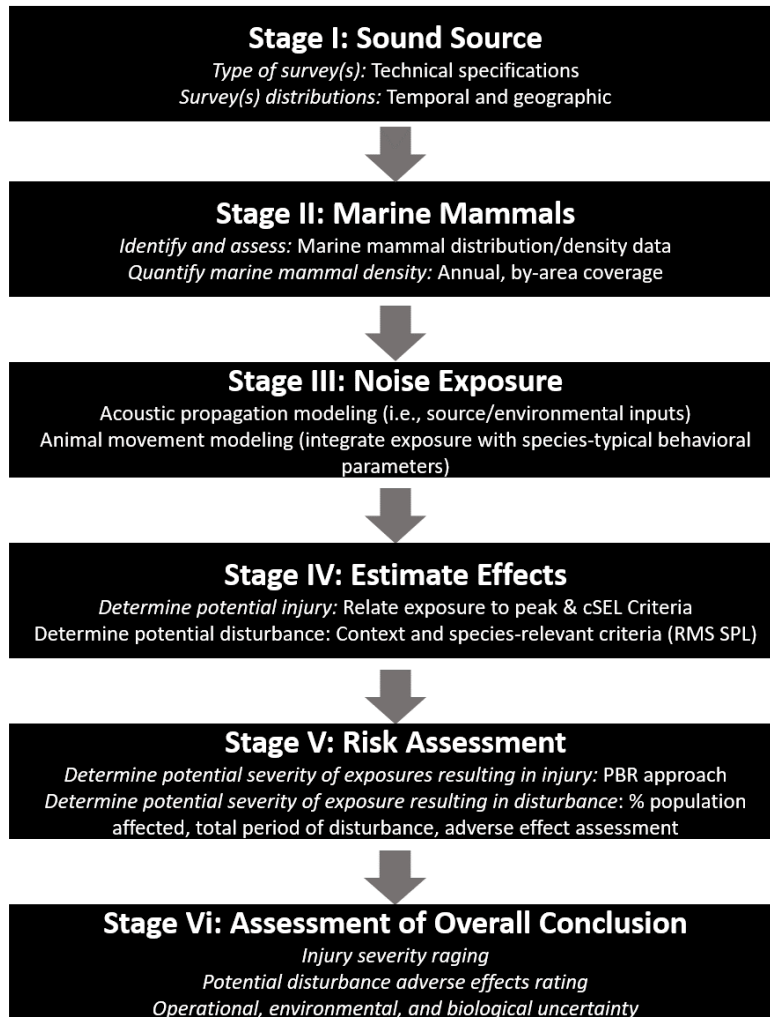 Stage I: Sound Source
Type of survey(s): Technical specifications
Survey(s) distributions: Temporal and geographic
Stage II: Marine Mammals
Identify and assess: Marine mammal distribution/density data
Quantify marine mammal density: Annual, by-area coverage
Stage III: Noise Exposure
Acoustic propagation modeling (i.e., source/environmental inputs)
Animal movement modeling (integrate exposure with species-typical behavioral
parameters)
Stage IV: Estimate Effects
Determine potential injury: Relate exposure to peak & cSEL Criteria
Determine potential disturbance: Context and species-relevant criteria (RMS SPL)
Stage V: Risk Assessment
Determine potential severity of exposures resulting in injury: PBR approach
Determine potential severity of exposure resulting in disturbance: % population
affected, total period of disturbance, adverse effect assessment
Stage Vi: Assessment of Overall Conclusion
Injury severity raging
Potential disturbance adverse effects rating
Operational, environmental, and biological uncertainty